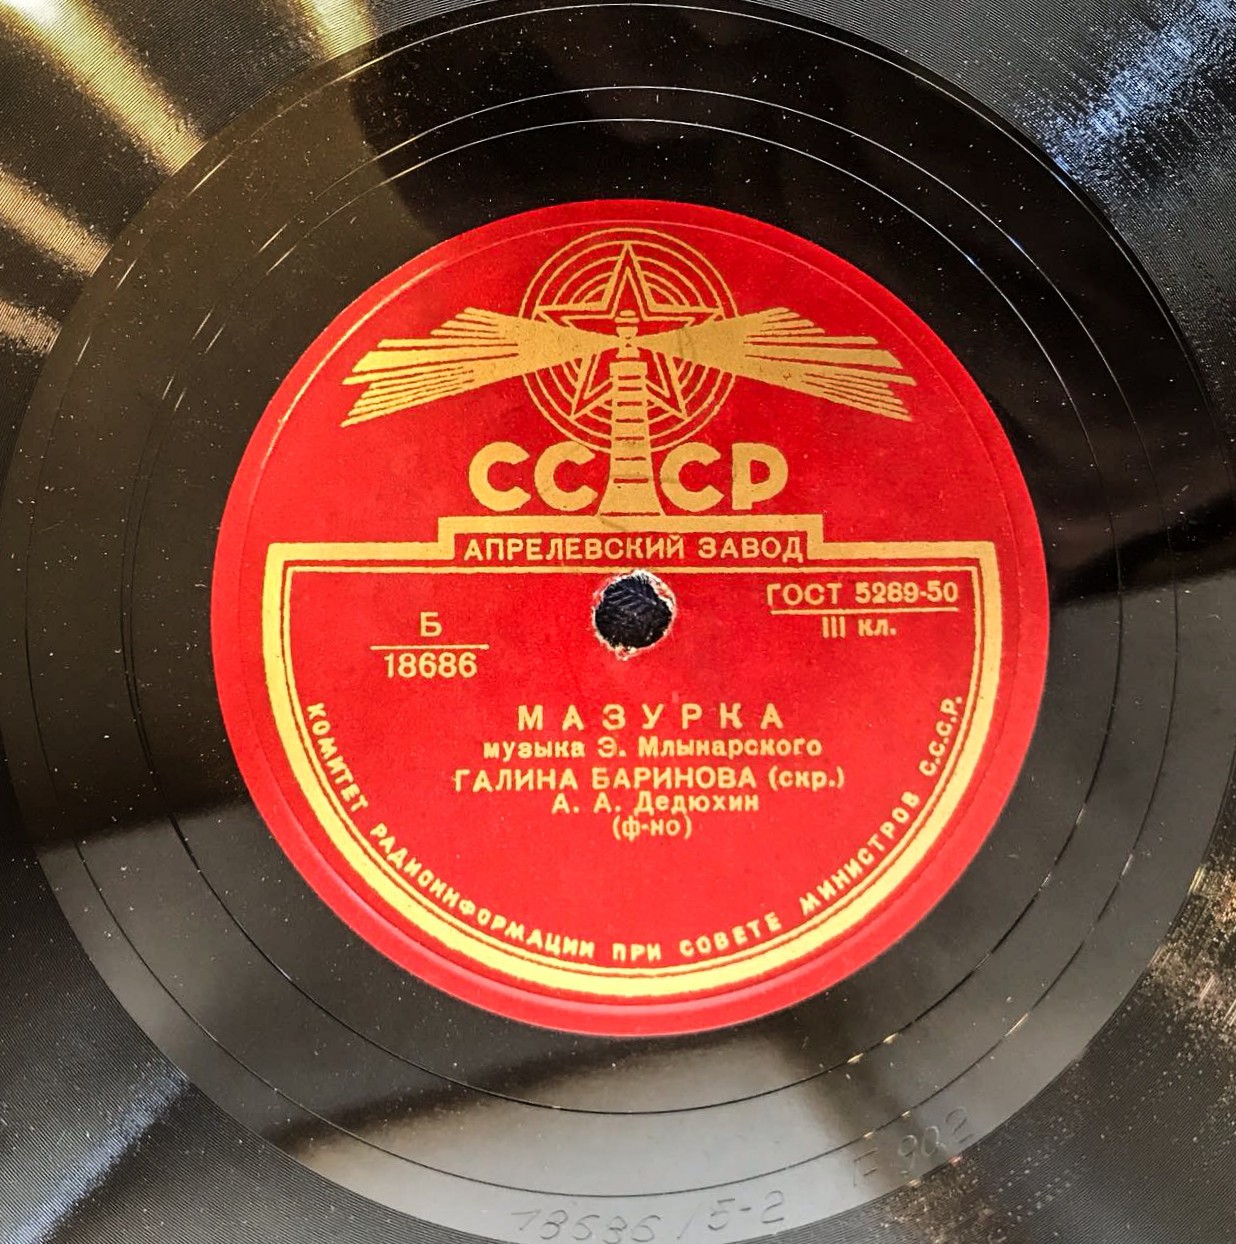 СССР
АПРЕЛЕВСКИЙ ЗАВОД
ГОСТ 5289-50
III кл.
Б
18686
МАЗУРКА
музыка Э. Млынарского
ГАЛИНА БАРИНОВА (скр.)
А. А. Дедюхин
(ф-но)
КОМИТЕТ РАДИОИНФОРМАЦИИ ПРИ СОВЕТЕ МИНИСТРОВ С.С.С.Р.
18686/5-2